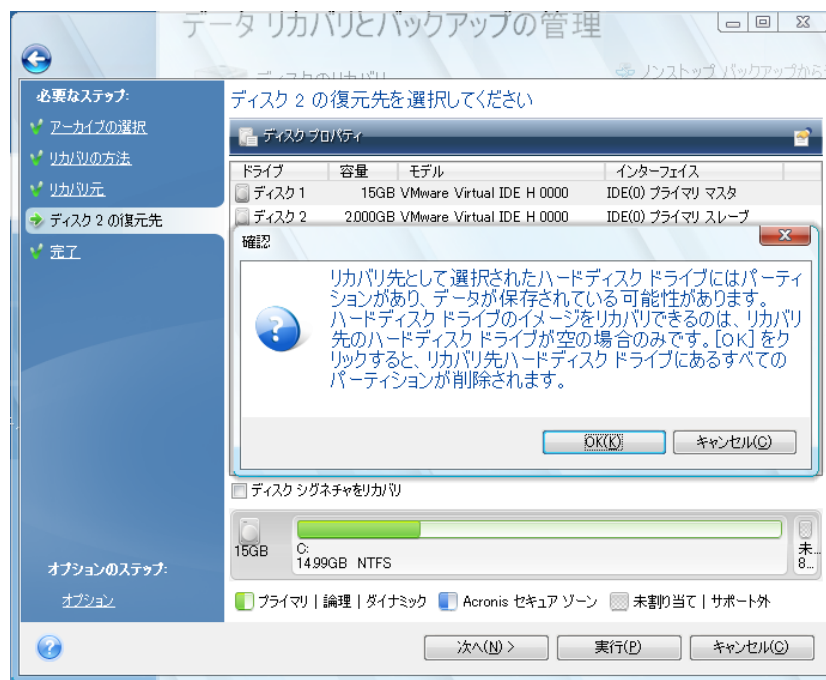 データ リカバリとバックアップの管理
ディスクのリカバリ
ノンストップ バックアップから
必要なステップ:
アーカイブの選択
リカバリの方法
リカバリ元
ディスク 2 の復元先
完了
オプションのステップ:
オプション
ディスク 2 の復元先を選択してください
ディスク プロパティ
ドライブ 容量 モデル インターフェイス
ディスク 1 15GB VMware Virtual IDE H 0000 IDE(0) プライマリ マスタ
ディスク 2 2.000GB VMware Virtual IDE H 0000 IDE(0) プライマリ スレーブ
確認
リカバリ先として選択されたハードディスク ドライブにはパーティ
ションがあり、データが保存されている可能性があります。
ハードディスク ドライブのイメージをリカバリできるのは、リカバリ
先のハードディスク ドライブが空の場合のみです。[OK] をク
リックすると、リカバリ先ハードディスク ドライブにあるすべての
パーティションが削除されます。
OK(K) キャンセル(C)
ディスク シグネチャをリカバリ
15GB
C:
14.99GB NTFS
未...
8...
プライマリ | 論理 | ダイナミック Acronis セキュア ゾーン 未割り当て | サポート外
次へ(N) > 実行(P) キャンセル(C)